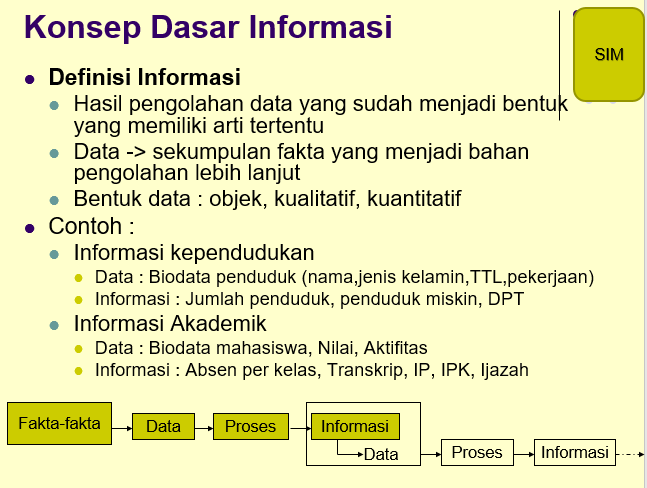 Konsep Dasar Informasi
SIM
Definisi Informasi
Hasil pengolahan data yang sudah menjadi bentuk
yang memiliki arti tertentu
Data -> sekumpulan fakta yang menjadi bahan
pengolahan lebih lanjut
Bentuk data : objek, kualitatif, kuantitatif
Contoh :
Informasi kependudukan
Data : Biodata penduduk (nama,jenis kelamin,TTL,pekerjaan)
Informasi : Jumlah penduduk, penduduk miskin, DPT
Informasi Akademik
Data : Biodata mahasiswa, Nilai, Aktifitas
Informasi : Absen per kelas, Transkrip, IP, IPK, Ijazah
Fakta-fakta
Data
Proses
Informasi
Data
Proses
Informasi